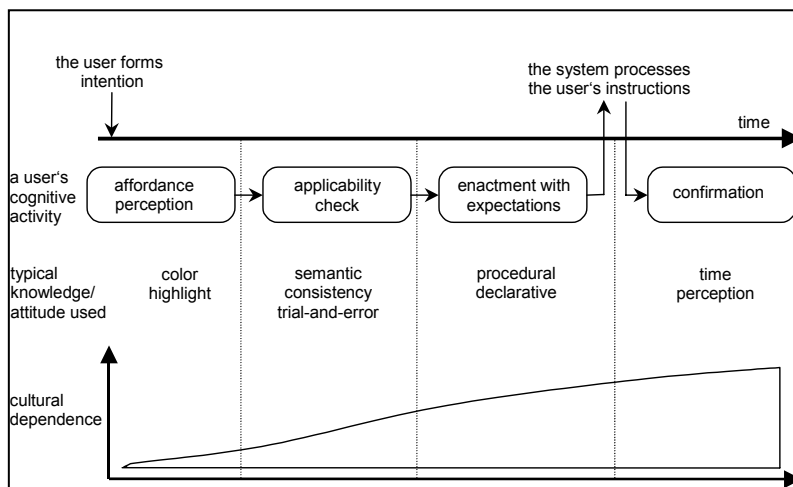 the user forms
intention
the system processes
the user‘s instructions
time
a user's
cognitive
activity
affordance
perception
applicability
check
enactment with
expectations
confirmation
typical
knowledge/
attitude used
color
highlight
semantic
consistency
trial-and-error
procedural
declarative
time
perception
cultural
dependence